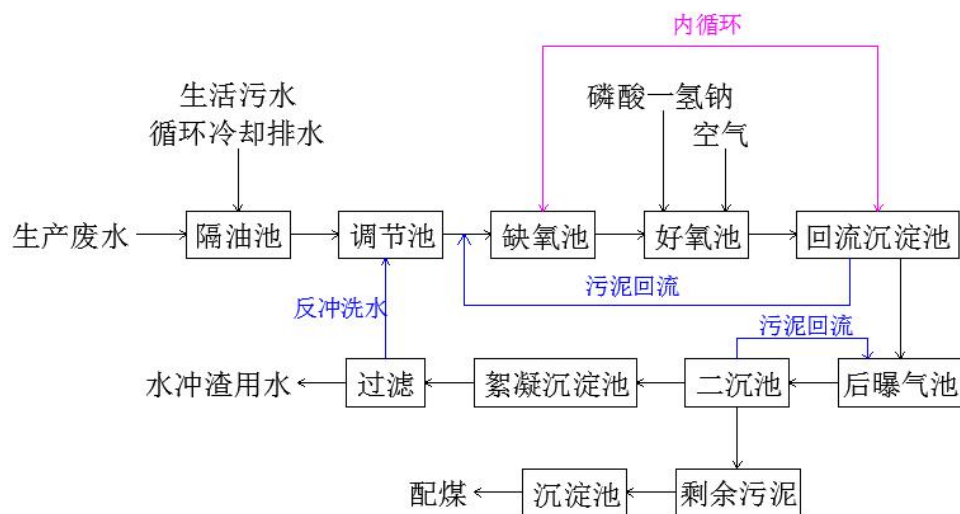 内循环
生活污水
循环冷却排水
磷酸一氢钠
空气
生产废水
隔油池
调节池
缺氧池
好氧池
回流沉淀池
反冲洗水
污泥回流
污泥回流
水冲渣用水
过滤
絮凝沉淀池
二沉池
后曝气池
配煤
沉淀池
剩余污泥